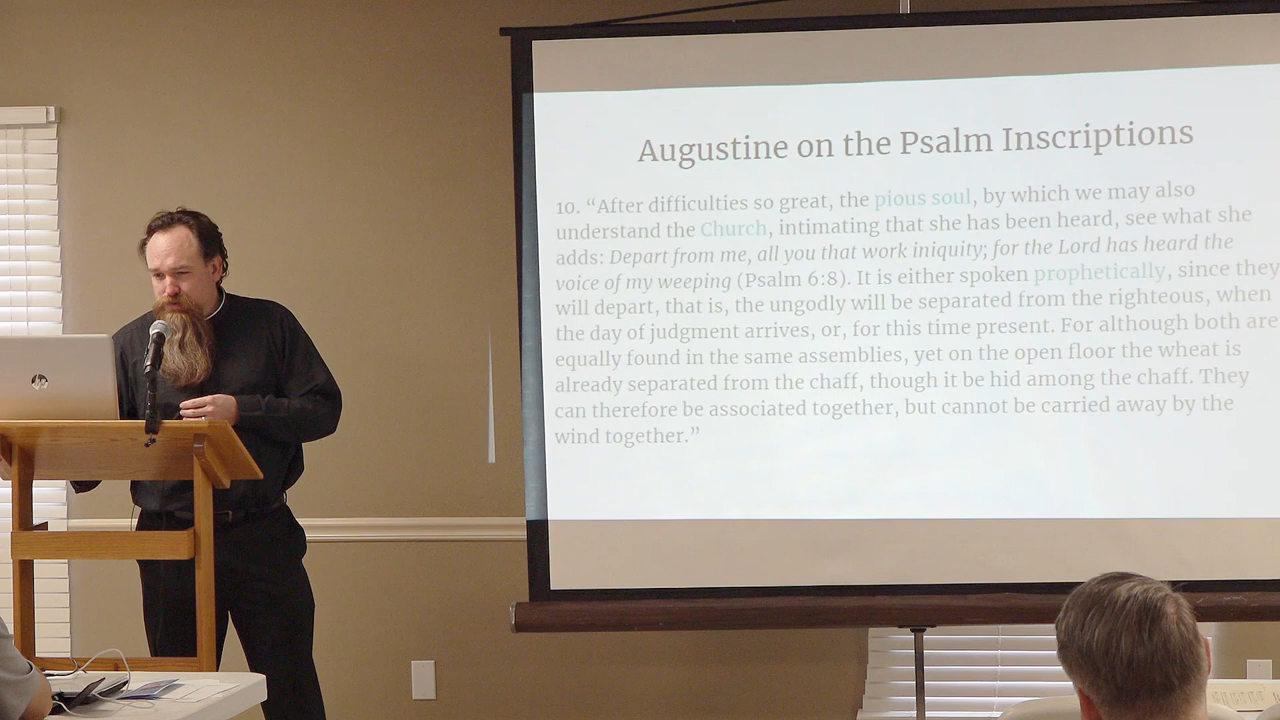 Augustine on the Psalm Inscriptions
10. “After difficulties so great, the pious soul, by which we may also
understand the Church, intimating that she has been heard, see what she
adds: Depart from me, all you that work iniquity; for the Lord has heard the
voice of my weeping (Psalm 6:8). It is either spoken prophetically, since they
will depart, that is, the ungodly will be separated from the righteous, when
the day of judgment arrives, or, for this time present. For although both are
equally found in the same assemblies, yet on the open floor the wheat is
already separated from the chaff, though it be hid among the chaff. They
can therefore be associated together, but cannot be carried away by the
wind together.”
hp